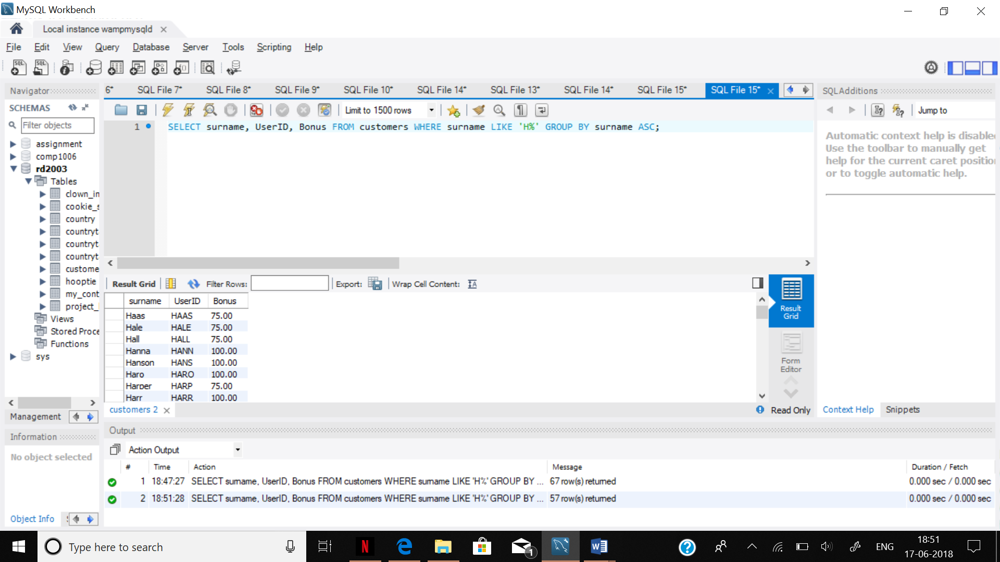 MySQL Workbench
Local instance wampmysqld
File Edit View Query Database Server Tools Scripting Help
Navigator
SCHEMAS
Filter objects
assignment
comp1006
rd2003
Tables
clown_in
cookie_s
country
countryt
countryt
countryt
custome
hooptie
my_cont
project_
Views
Stored Proce
Functions
sys
Management
Information
No object selected
Object Info
6* SQL File 7* SQL File 8* SQL File 9* SQL File 10* SQL File 14* SQL File 13* SQL File 14* SQL File 15* SQL File 15*
Limit to 1500 rows
1 SELECT surname, UserID, Bonus FROM customers WHERE surname LIKE 'H%' GROUP BY surname ASC;
Result Grid Filter Rows: Export: Wrap Cell Content:
surname UserID Bonus
Haas HAAS 75.00
Hale HALE 75.00
Hall HALL 75.00
Hanna HANN 100.00
Hanson HANS 100.00
Haro HARO 100.00
Harper HARP 75.00
Harr HARR 100.00
Result
Grid
Form
Editor
customers 2
Read Only
SQLAdditions
Jump to
Automatic context help is disable
Use the toolbar to manually get
help for the current caret position
or to toggle automatic help.
Context Help Snippets
Output
Action Output
# Time Action Message Duration / Fetch
1 18:47:27 SELECT surname, UserID, Bonus FROM customers WHERE surname LIKE 'H%' GROUP BY ... 67 row(s) returned 0.000 sec / 0.000 sec
2 18:51:28 SELECT surname, UserID, Bonus FROM customers WHERE surname LIKE 'H%' GROUP BY ... 57 row(s) returned 0.000 sec / 0.000 sec
Type here to search
1
ENG
18:51
17-06-2018